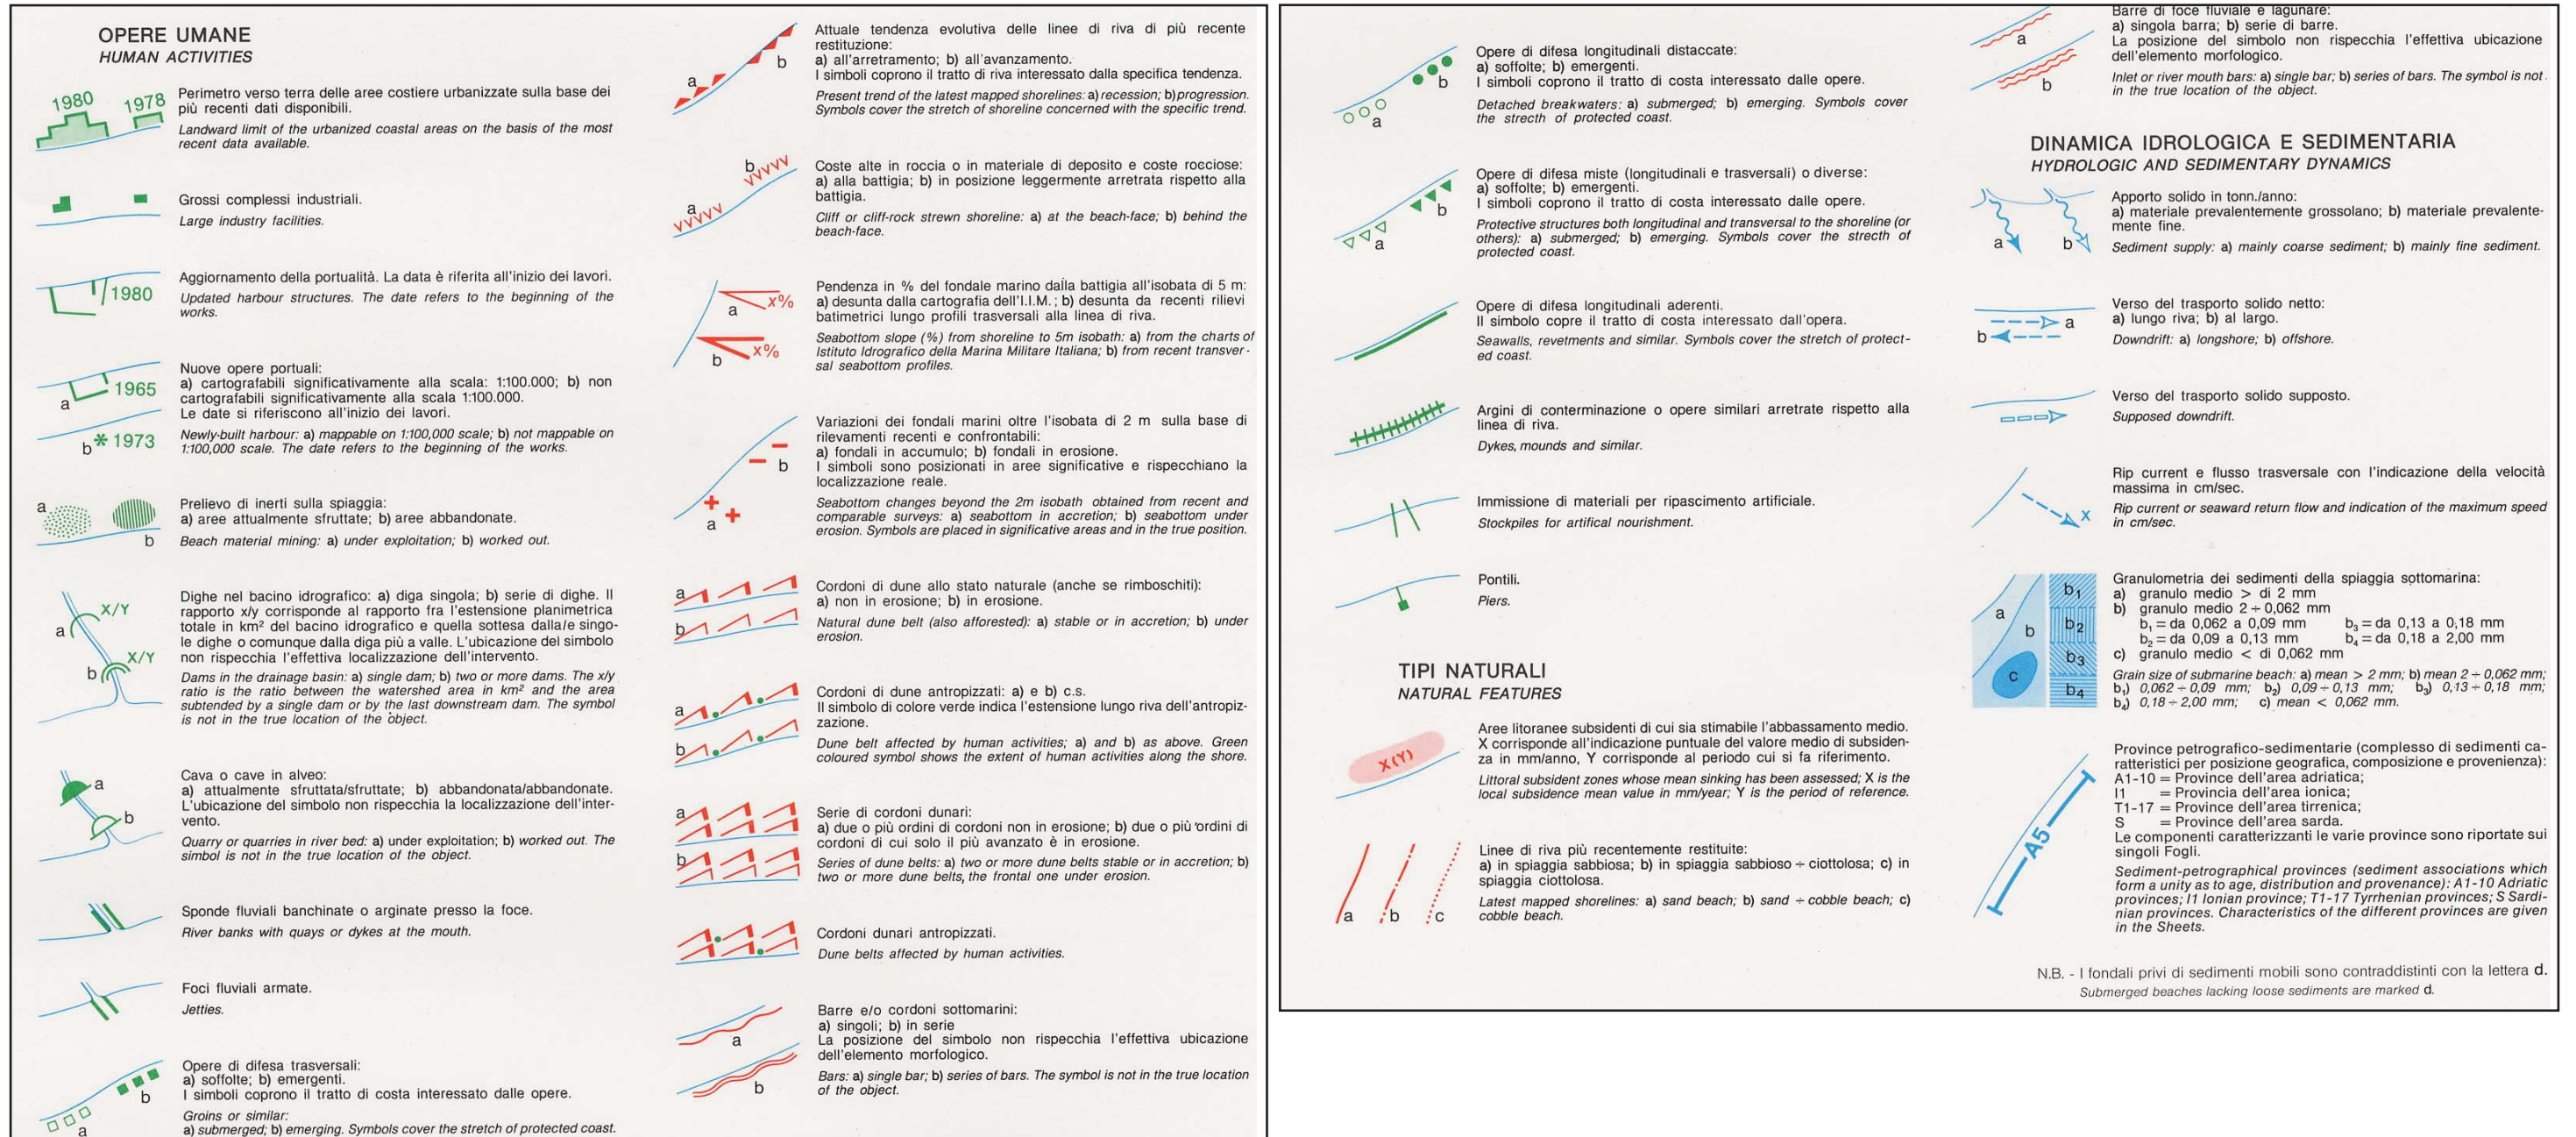 OPERE UMANE
HUMAN ACTIVITIES
1980
1978
Perimetro verso terra delle aree costiere urbanizzate sulla base dei
più recenti dati disponibili.
Landward limit of the urbanized coastal areas on the basis of the most
recent data available.
Grossi complessi industriali.
Large industry facilities.
1980
Aggiornamento della portualità. La data è riferita all'inizio dei lavori.
Updated harbour structures. The date refers to the beginning of the
works.
a
1965
b
* 1973
Nuove opere portuali:
a) cartografabili significativamente alla scala: 1:100.000; b) non
cartografabili significativamente alla scala 1:100.000.
Le date si riferiscono all'inizio dei lavori.
Newly-built harbour: a) mappable on 1:100,000 scale; b) not mappable on
1:100,000 scale. The date refers to the beginning of the works.
a
b
Prelievo di inerti sulla spiaggia:
a) aree attualmente sfruttate; b) aree abbandonate.
Beach material mining: a) under exploitation; b) worked out.
X/Y
a
X/Y
b
Dighe nel bacino idrografico: a) diga singola; b) serie di dighe. Il
rapporto x/y corrisponde al rapporto fra l'estensione planimetrica
totale in km² del bacino idrografico e quella sottesa dalla/e singo-
le dighe o comunque dalla diga più a valle. L'ubicazione del simbolo
non rispecchia l'effettiva localizzazione dell'intervento.
Dams in the drainage basin: a) single dam; b) two or more dams. The x/y
ratio is the ratio between the watershed area in km² and the area
subtended by a single dam or by the last downstream dam. The symbol
is not in the true location of the object.
a
b
Cava o cave in alveo:
a) attualmente sfruttata/sfruttate; b) abbandonata/abbandonate.
L'ubicazione del simbolo non rispecchia la localizzazione dell'inter-
vento.
Quarry or quarries in river bed: a) under exploitation; b) worked out. The
simbol is not in the true location of the object.
Sponde fluviali banchinate o arginate presso la foce.
River banks with quays or dykes at the mouth.
Foci fluviali armate.
Jetties.
b
a
Opere di difesa trasversali:
a) soffolte; b) emergenti.
I simboli coprono il tratto di costa interessato dalle opere.
Groins or similar:
a) submerged; b) emerging. Symbols cover the stretch of protected coast.
a
b
Attuale tendenza evolutiva delle linee di riva di più recente
restituzione:
a) all'arretramento; b) all'avanzamento.
I simboli coprono il tratto di riva interessato dalla specifica tendenza.
Present trend of the latest mapped shorelines: a) recession; b) progression.
Symbols cover the stretch of shoreline concerned with the specific trend.
b
a
Coste alte in roccia o in materiale di deposito e coste rocciose:
a) alla battigia; b) in posizione leggermente arretrata rispetto alla
battigia.
Cliff or cliff-rock strewn shoreline: a) at the beach-face; b) behind the
beach-face.
x%
a
x%
b
Pendenza in % del fondale marino dalla battigia all'isobata di 5 m:
a) desunta dalla cartografia dell'I.I.M.; b) desunta da recenti rilievi
batimetrici lungo profili trasversali alla linea di riva.
Seabottom slope (%) from shoreline to 5m isobath: a) from the charts of
Istituto Idrografico della Marina Militare Italiana; b) from recent transver-
sal seabottom profiles.
b
a
Variazioni dei fondali marini oltre l'isobata di 2 m sulla base di
rilevamenti recenti e confrontabili:
a) fondali in accumulo; b) fondali in erosione.
I simboli sono posizionati in aree significative e rispecchiano la
localizzazione reale.
Seabottom changes beyond the 2m isobath obtained from recent and
comparable surveys: a) seabottom in accretion; b) seabottom under
erosion. Symbols are placed in significative areas and in the true position.
a
b
Cordoni di dune allo stato naturale (anche se rimboschiti):
a) non in erosione; b) in erosione.
Natural dune belt (also afforested): a) stable or in accretion; b) under
erosion.
a
b
Cordoni di dune antropizzati: a) e b) c.s.
Il simbolo di colore verde indica l'estensione lungo riva dell'antropiz-
zazione.
Dune belt affected by human activities; a) and b) as above. Green
coloured symbol shows the extent of human activities along the shore.
a
b
Serie di cordoni dunari:
a) due o più ordini di cordoni non in erosione; b) due o più ordini di
cordoni di cui solo il più avanzato è in erosione.
Series of dune belts: a) two or more dune belts stable or in accretion; b)
two or more dune belts, the frontal one under erosion.
Cordoni dunari antropizzati.
Dune belts affected by human activities.
a
b
Barre e/o cordoni sottomarini:
a) singoli; b) in serie
La posizione del simbolo non rispecchia l'effettiva ubicazione
dell'elemento morfologico.
Bars: a) single bar; b) series of bars. The symbol is not in the true location
of the object.
b
a
Opere di difesa longitudinali distaccate:
a) soffolte; b) emergenti.
I simboli coprono il tratto di costa interessato dalle opere.
Detached breakwaters: a) submerged; b) emerging. Symbols cover
the strecth of protected coast.
b
a
Opere di difesa miste (longitudinali e trasversali) o diverse:
a) soffolte; b) emergenti.
I simboli coprono il tratto di costa interessato dalle opere.
Protective structures both longitudinal and transversal to the shoreline (or
others): a) submerged; b) emerging. Symbols cover the strecth of
protected coast.
Opere di difesa longitudinali aderenti.
Il simbolo copre il tratto di costa interessato dall'opera.
Seawalls, revetments and similar. Symbols cover the stretch of protect-
ed coast.
Argini di conterminazione o opere similari arretrate rispetto alla
linea di riva.
Dykes, mounds and similar.
Immissione di materiali per ripascimento artificiale.
Stockpiles for artifical nourishment.
Pontili.
Piers.
TIPI NATURALI
NATURAL FEATURES
X(Y)
Aree litoranee subsidenti di cui sia stimabile l'abbassamento medio.
X corrisponde all'indicazione puntuale del valore medio di subsiden-
za in mm/anno, Y corrisponde al periodo cui si fa riferimento.
Littoral subsident zones whose mean sinking has been assessed; X is the
local subsidence mean value in mm/year; Y is the period of reference.
a
b
c
Linee di riva più recentemente restituite:
a) in spiaggia sabbiosa; b) in spiaggia sabbioso ÷ ciottolosa; c) in
spiaggia ciottolosa.
Latest mapped shorelines: a) sand beach; b) sand ÷ cobble beach; c)
cobble beach.
a
b
Barre di foce fluviale e lagunare:
a) singola barra; b) serie di barre.
La posizione del simbolo non rispecchia l'effettiva ubicazione
dell'elemento morfologico.
Inlet or river mouth bars: a) single bar; b) series of bars. The symbol is not
in the true location of the object.
DINAMICA IDROLOGICA E SEDIMENTARIA
HYDROLOGIC AND SEDIMENTARY DYNAMICS
a
b
Apporto solido in tonn./anno:
a) materiale prevalentemente grossolano; b) materiale prevalente-
mente fine.
Sediment supply: a) mainly coarse sediment; b) mainly fine sediment.
a
b
Verso del trasporto solido netto:
a) lungo riva; b) al largo.
Downdrift: a) longshore; b) offshore.
Verso del trasporto solido supposto.
Supposed downdrift.
X
Rip current e flusso trasversale con l'indicazione della velocità
massima in cm/sec.
Rip current or seaward return flow and indication of the maximum speed
in cm/sec.
a
b
c
b₁
b₂
b₃
b₄
Granulometria dei sedimenti della spiaggia sottomarina:
a) granulo medio > di 2 mm
b) granulo medio 2 ÷ 0,062 mm
b₁ = da 0,062 a 0,09 mm b₃ = da 0,13 a 0,18 mm
b₂ = da 0,09 a 0,13 mm b₄ = da 0,18 a 2,00 mm
c) granulo medio < di 0,062 mm
Grain size of submarine beach: a) mean > 2 mm; b) mean 2 ÷ 0,062 mm;
b₁) 0,062 ÷ 0,09 mm; b₂) 0,09 ÷ 0,13 mm; b₃) 0,13 ÷ 0,18 mm;
b₄) 0,18 ÷ 2,00 mm; c) mean < 0,062 mm.
A5
Province petrografico-sedimentarie (complesso di sedimenti ca-
ratteristici per posizione geografica, composizione e provenienza):
A1-10 = Province dell'area adriatica;
I1 = Provincia dell'area ionica;
T1-17 = Province dell'area tirrenica;
S = Province dell'area sarda.
Le componenti caratterizzanti le varie province sono riportate sui
singoli Fogli.
Sediment-petrographical provinces (sediment associations which
form a unity as to age, distribution and provenance): A1-10 Adriatic
provinces; I1 Ionian province; T1-17 Tyrrhenian provinces; S Sardi-
nian provinces. Characteristics of the different provinces are given
in the Sheets.
N.B. - I fondali privi di sedimenti mobili sono contraddistinti con la lettera d.
Submerged beaches lacking loose sediments are marked d.